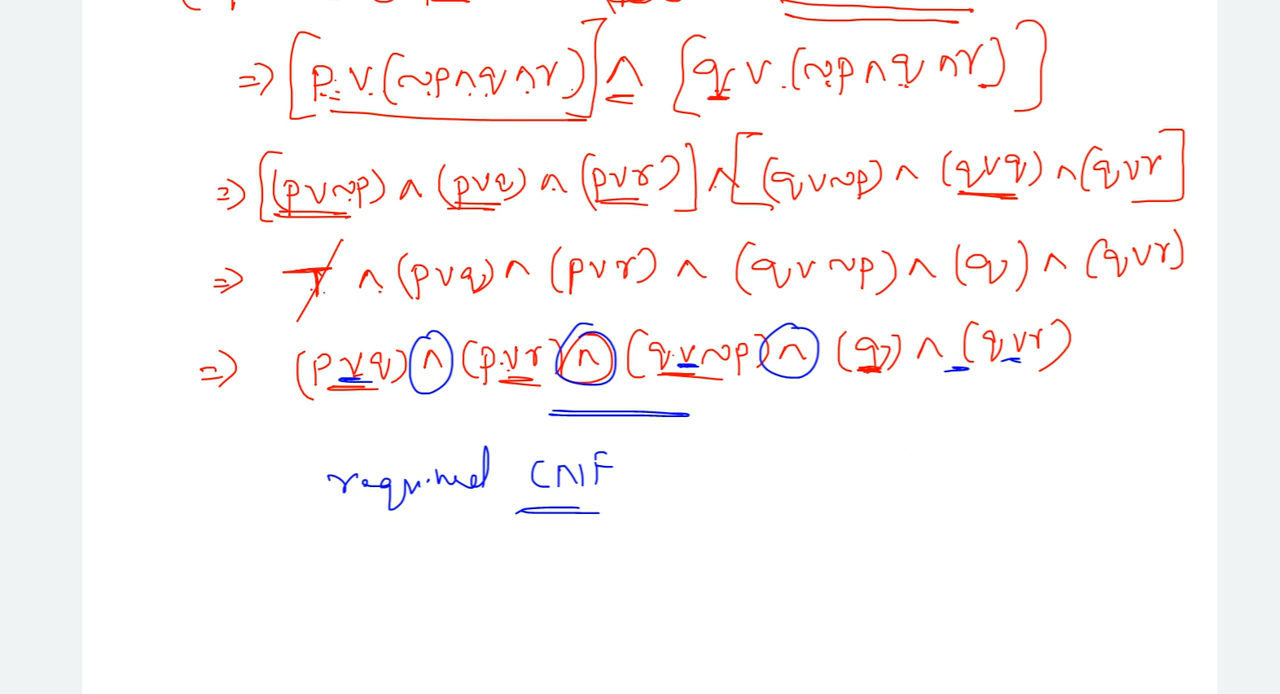 => [p ∨ (~p ∧ q ∧ r)] ∧ [q ∨ (~p ∧ q ∧ r)]
=> [(p ∨ ~p) ∧ (p ∨ q) ∧ (p ∨ r)] ∧ [(q ∨ ~p) ∧ (q ∨ q) ∧ (q ∨ r]
=> T ∧ (p ∨ q) ∧ (p ∨ r) ∧ (q ∨ ~p) ∧ (q) ∧ (q ∨ r)
=> (p ∨ q) ∧ (p ∨ r) ∧ (q ∨ ~p) ∧ (q) ∧ (q ∨ r)
required CNF